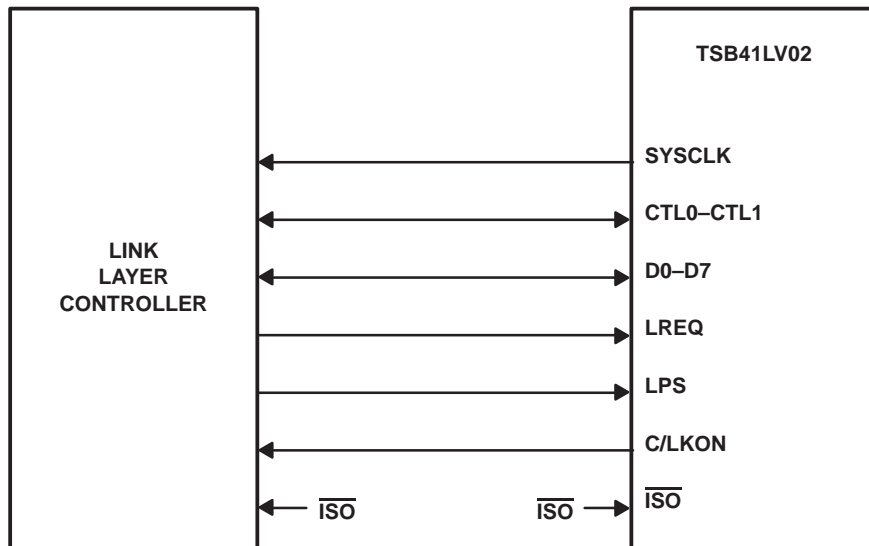 TSB41LV02
SYSCLK
CTL0–CTL1
LINK
LAYER
CONTROLLER
D0–D7
LREQ
LPS
C/LKON
ISO
ISO
ISO